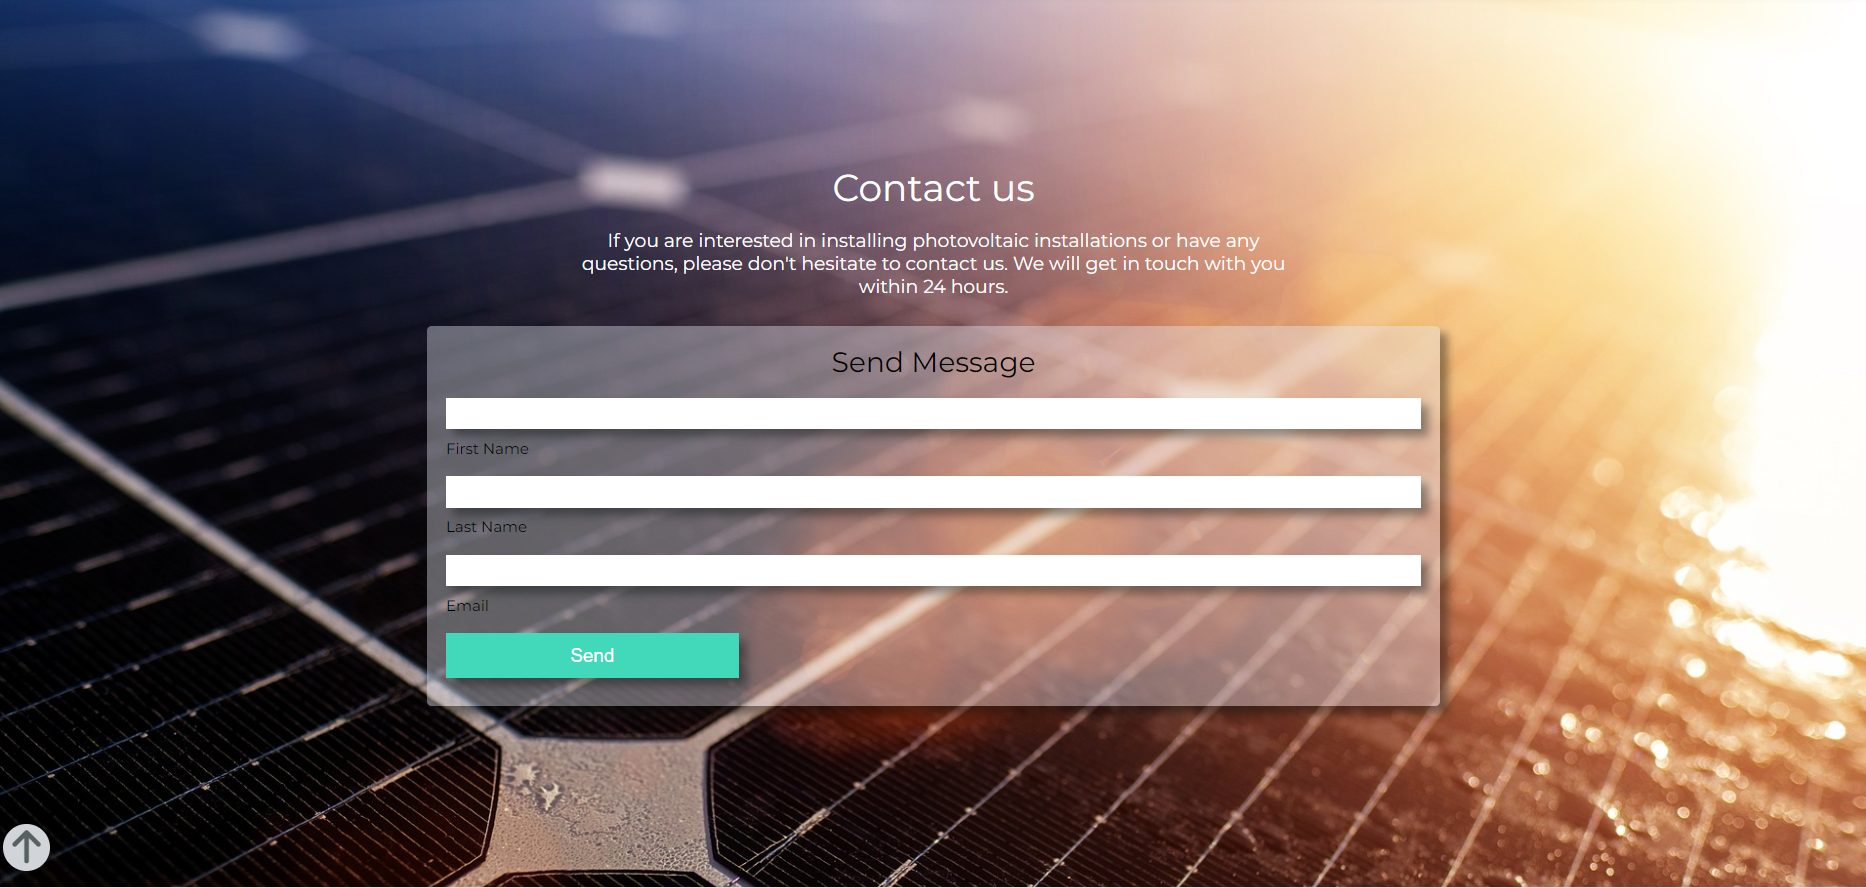 Contact us
If you are interested in installing photovoltaic installations or have any
questions, please don't hesitate to contact us. We will get in touch with you
within 24 hours.
Send Message
First Name
Last Name
Email
Send